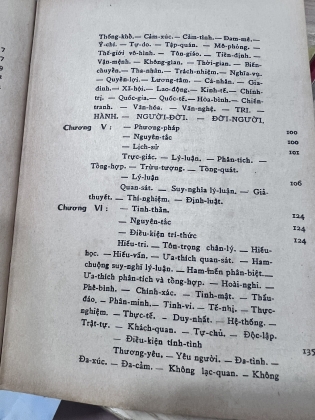 Thống-khổ. — Cảm-xúc. — Cảm-tình. — Đam-mê. —
Ý-chí. — Tự-do. — Tập-quán. — Mô-phỏng. —
Thế-giới vô-hình. — Tôn-giáo. — Tiền-định. —
Vận-mệnh. — Không-gian. — Thời-gian. — Biến-
chuyển. — Tha-nhân. — Trách-nhiệm. — Nghĩa-vụ.
— Quyền-lợi. — Lương-tâm. — Cá-nhân. — Gia-
đình. — Xã-hội. — Lao-động. — Kinh-tế. — Chính-
trị. — Quốc-gia. — Quốc-tế. — Hòa-bình. — Chiến-
tranh. — Văn-hóa. — Văn-nghệ. — TRI. —
HÀNH. — NGƯỜI-ĐỜI. — ĐỜI-NGƯỜI.
Chương V : — Phương-pháp 100
— Nguyên-tắc 100
— Lịch-sử 101
Trực-giác. — Lý-luận. — Phân-tích. —
Tổng-hợp. — Trừu-tượng. — Tổng-quát.
— Lý-luận 106
Quan-sát. — Suy-nghĩa lý-luận. — Giả-
thuyết. — Thí-nghiệm. — Định-luật.
Chương VI : — Tinh-thần. 124
— Nguyên-tắc 124
— Điều-kiện tri-thức 124
Hiếu-tri. — Tôn-trọng chân-lý. — Hiếu-
học. — Hiếu-vấn. — Ưa-thích quan-sát. — Ham-
chuộng suy-nghĩ lý-luận. — Ham-mến phân-biệt. —
Ưa-thích phân-tích và tổng-hợp. — Hoài-nghi. —
Phê-bình. — Chính-xác. — Tinh-mật. — Thấu-
đáo. — Phân-minh. — Tinh-vi. — Tế-nhị. — Thực-
nghiệm. — Thực-tế. — Duy-nhất. — Hệ-thống. —
Trật-tự. — Khách-quan. — Tự-chủ. — Độc-lập.
— Điều-kiện tính-tình 135
Thương-yêu. — Yêu người. — Đa-tình. —
Đa-xúc. — Đa-cảm. — Không lạc-quan. — Không